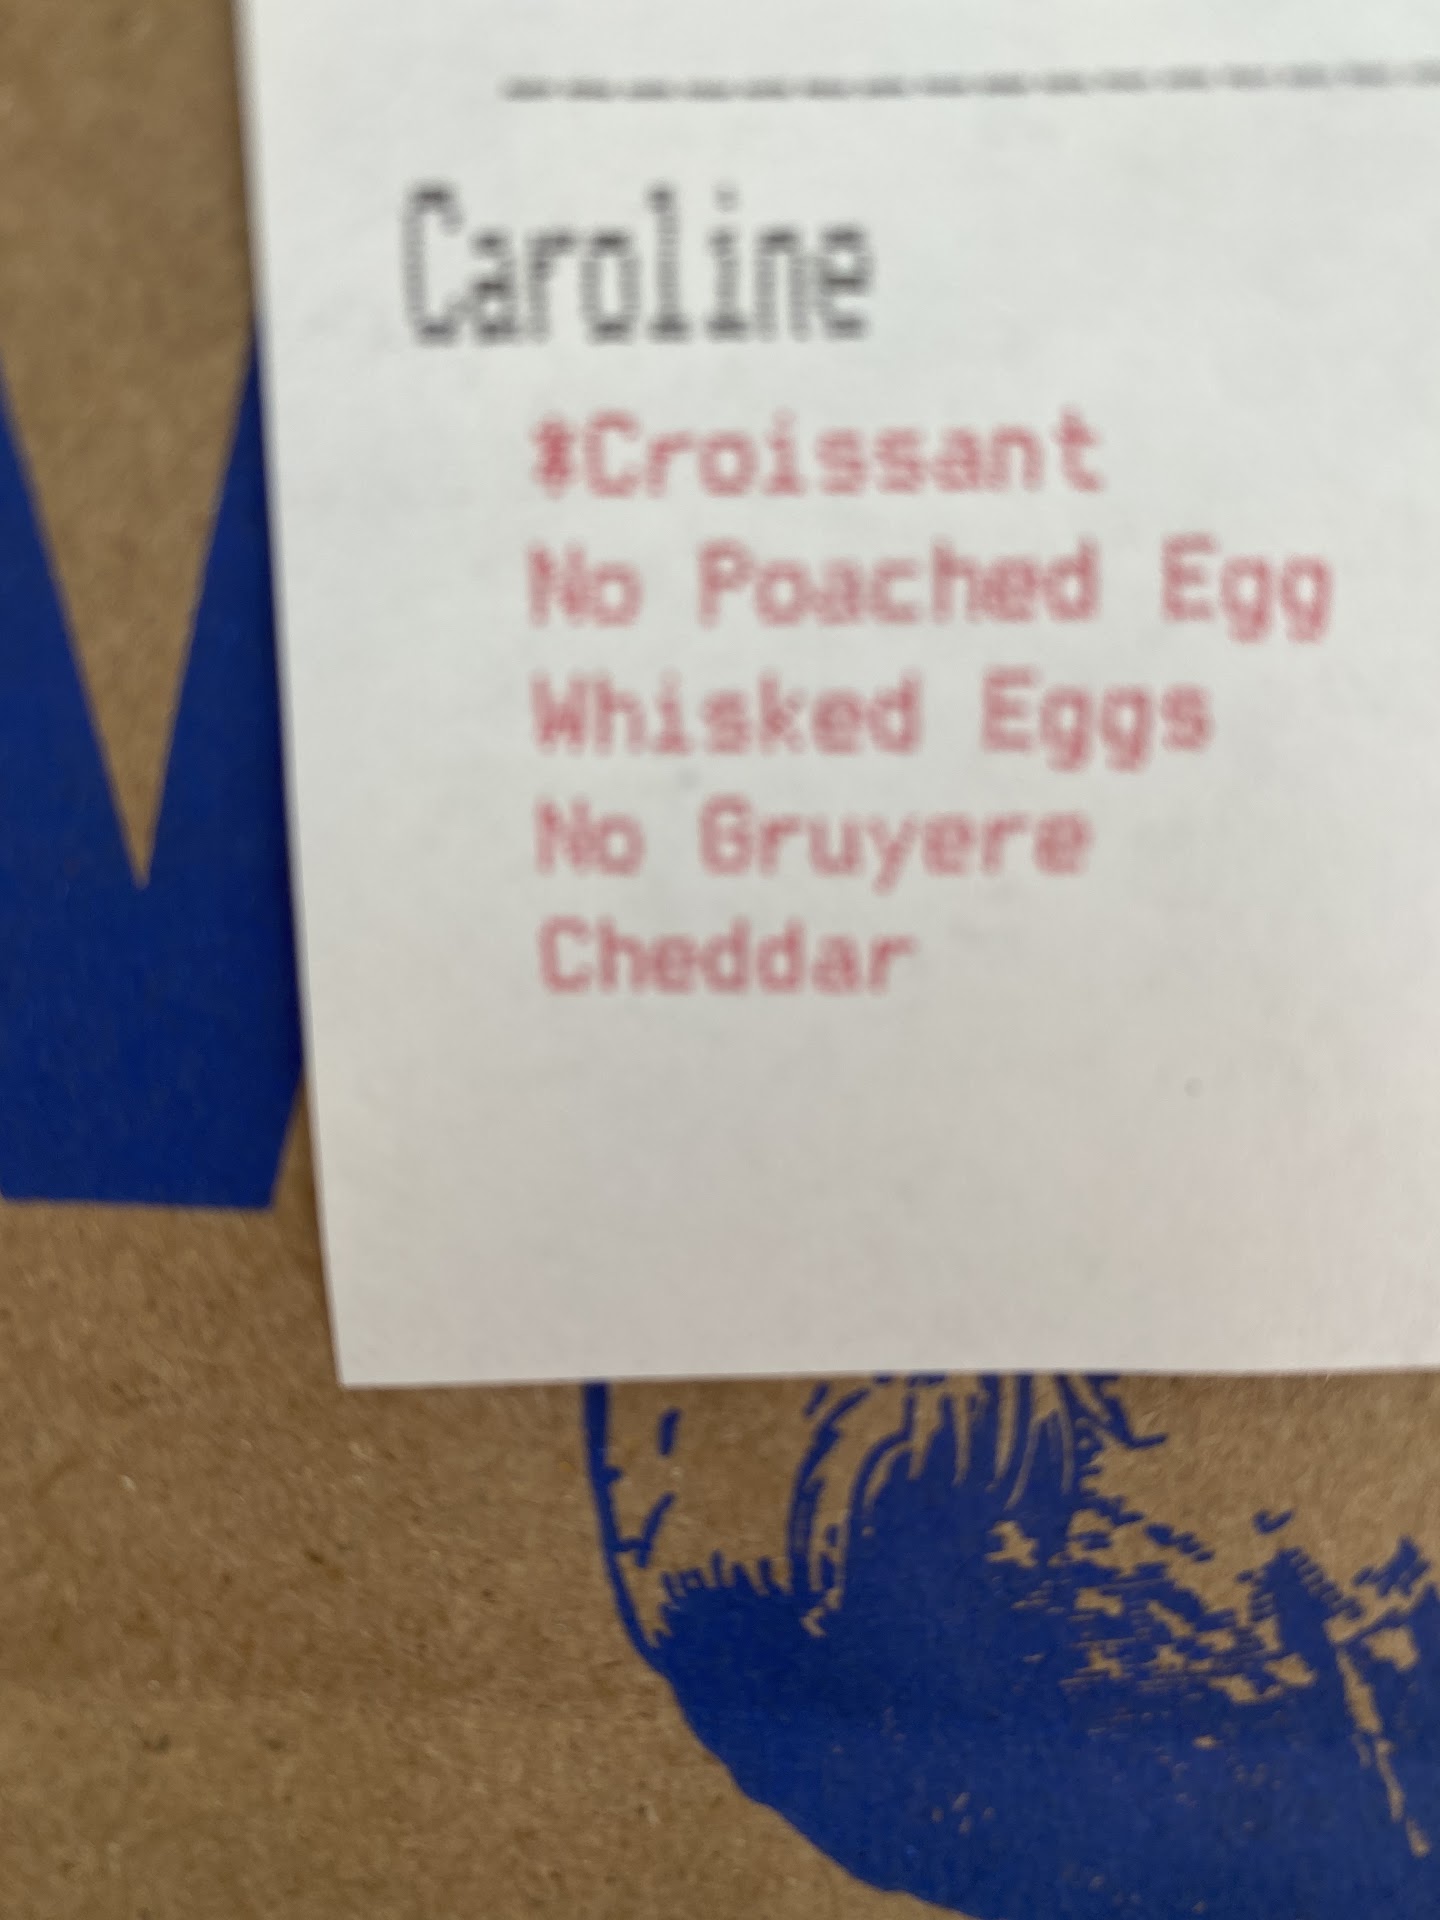 Caroline
*Croissant
No Poached Egg
Whisked Eggs
No Gruyere
Cheddar